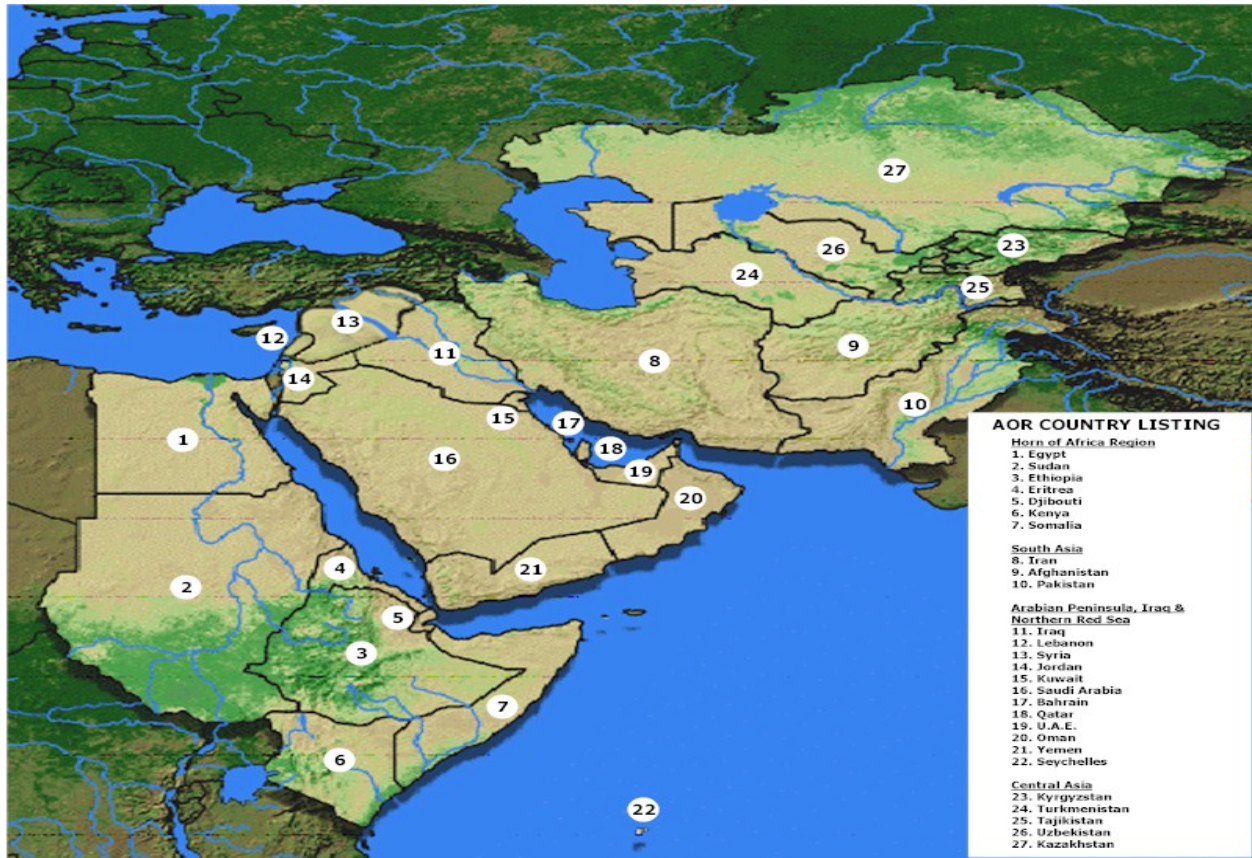 27
26
23
24
25
13
12
11
8
9
14
15
17
10
1
16
18
19
20
4
21
2
5
3
7
6
22
AOR COUNTRY LISTING
Horn of Africa Region
1. Egypt
2. Sudan
3. Ethiopia
4. Eritrea
5. Djibouti
6. Kenya
7. Somalia
South Asia
8. Iran
9. Afghanistan
10. Pakistan
Arabian Peninsula, Iraq &
Northern Red Sea
11. Iraq
12. Lebanon
13. Syria
14. Jordan
15. Kuwait
16. Saudi Arabia
17. Bahrain
18. Qatar
19. U.A.E.
20. Oman
21. Yemen
22. Seychelles
Central Asia
23. Kyrgyzstan
24. Turkmenistan
25. Tajikistan
26. Uzbekistan
27. Kazakhstan